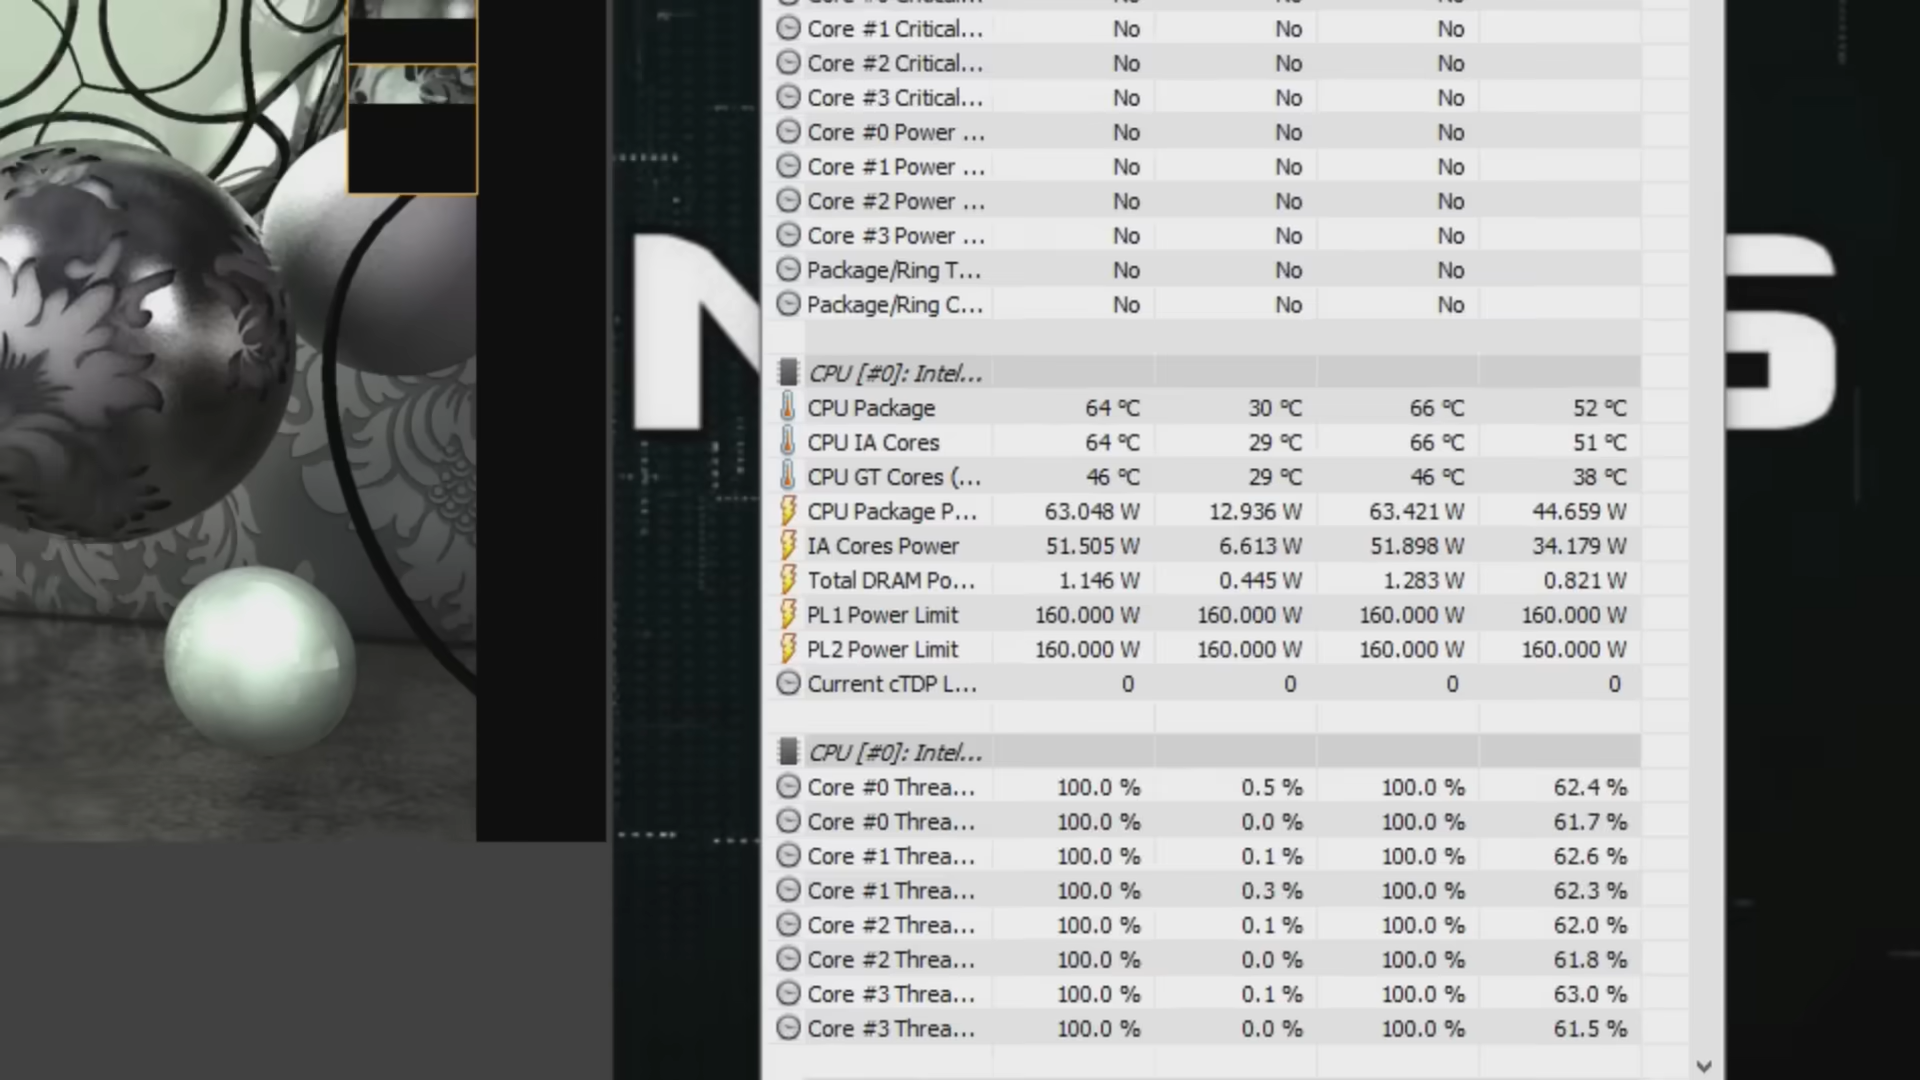 Core #1 Critical... No No No
Core #2 Critical... No No No
Core #3 Critical... No No No
Core #0 Power ... No No No
Core #1 Power ... No No No
Core #2 Power ... No No No
Core #3 Power ... No No No
Package/Ring T... No No No
Package/Ring C... No No No
CPU [#0]: Intel...
CPU Package 64 °C 30 °C 66 °C 52 °C
CPU IA Cores 64 °C 29 °C 66 °C 51 °C
CPU GT Cores (... 46 °C 29 °C 46 °C 38 °C
CPU Package P... 63.048 W 12.936 W 63.421 W 44.659 W
IA Cores Power 51.505 W 6.613 W 51.898 W 34.179 W
Total DRAM Po... 1.146 W 0.445 W 1.283 W 0.821 W
PL1 Power Limit 160.000 W 160.000 W 160.000 W 160.000 W
PL2 Power Limit 160.000 W 160.000 W 160.000 W 160.000 W
Current cTDP L... 0 0 0 0
CPU [#0]: Intel...
Core #0 Threa... 100.0 % 0.5 % 100.0 % 62.4 %
Core #0 Threa... 100.0 % 0.0 % 100.0 % 61.7 %
Core #1 Threa... 100.0 % 0.1 % 100.0 % 62.6 %
Core #1 Threa... 100.0 % 0.3 % 100.0 % 62.3 %
Core #2 Threa... 100.0 % 0.1 % 100.0 % 62.0 %
Core #2 Threa... 100.0 % 0.0 % 100.0 % 61.8 %
Core #3 Threa... 100.0 % 0.1 % 100.0 % 63.0 %
Core #3 Threa... 100.0 % 0.0 % 100.0 % 61.5 %